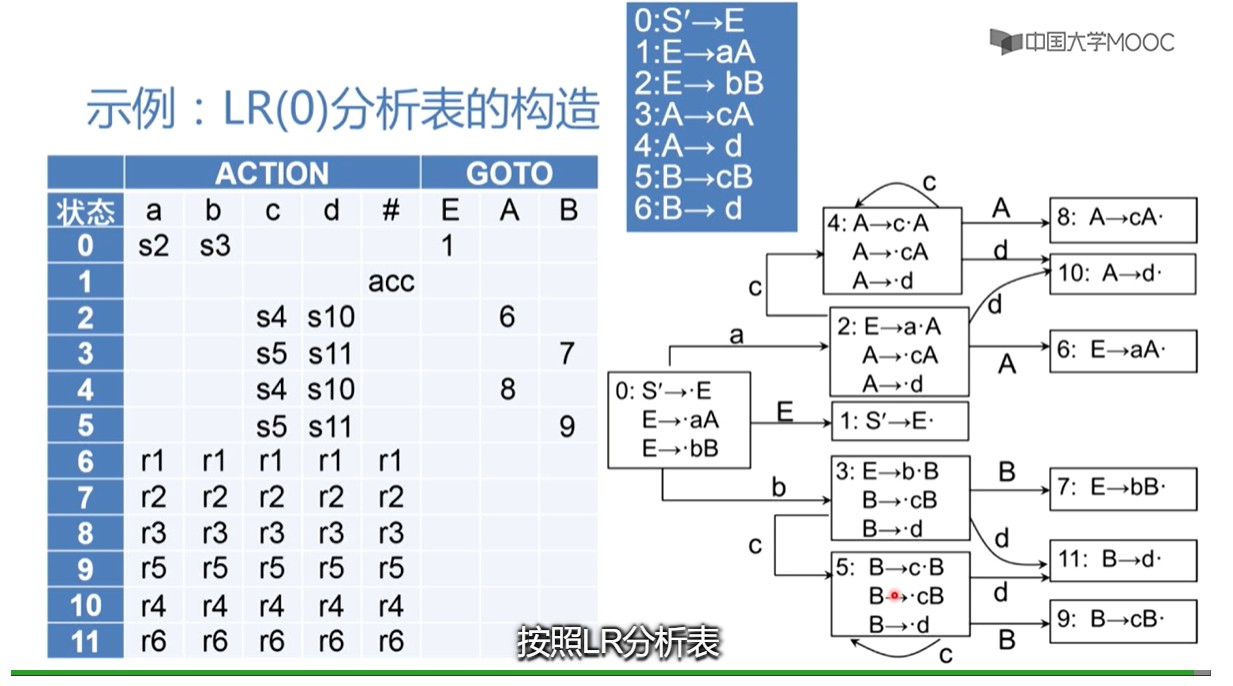 0:S′→E
1:E→aA
2:E→ bB
3:A→cA
4:A→ d
5:B→cB
6:B→ d
中国大学MOOC
示例：LR(0)分析表的构造
ACTION GOTO
状态 a b c d # E A B
0 s2 s3 1
1 acc
2 s4 s10 6
3 s5 s11 7
4 s4 s10 8
5 s5 s11 9
6 r1 r1 r1 r1 r1
7 r2 r2 r2 r2 r2
8 r3 r3 r3 r3 r3
9 r5 r5 r5 r5 r5
10 r4 r4 r4 r4 r4
11 r6 r6 r6 r6 r6
0: S′→·E
E→·aA
E→·bB
a
E
b
c
4: A→c·A
A→·cA
A→·d
c
A
d
8: A→cA·
10: A→d·
2: E→a·A
A→·cA
A→·d
d
A
6: E→aA·
1: S′→E·
3: E→b·B
B→·cB
B→·d
B
d
7: E→bB·
c
5: B→c·B
B→·cB
B→·d
d
B
c
11: B→d·
9: B→cB·
按照LR分析表